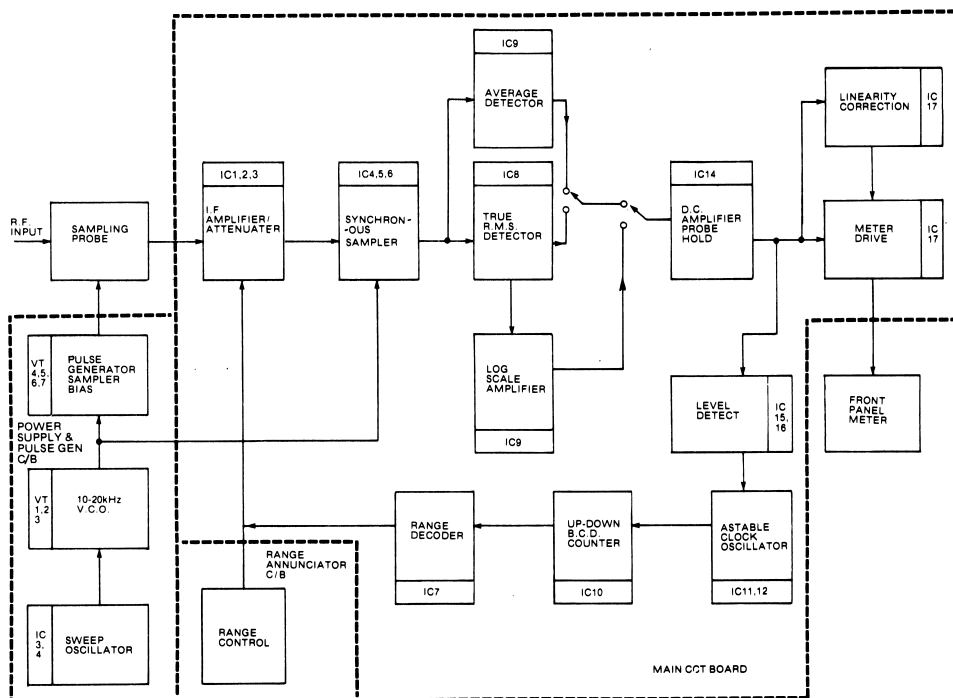 IC9
AVERAGE
DETECTOR
LINEARITY
CORRECTION
IC
17
R.F.
INPUT
SAMPLING
PROBE
IC1,2,3
I.F
AMPLIFIER/
ATTENUATER
IC4,5,6
SYNCHRON-
-OUS
SAMPLER
IC8
TRUE
R.M.S.
DETECTOR
IC14
D.C.
AMPLIFIER
PROBE
HOLD
METER
DRIVE
IC
17
VT
4,5,
6,7
PULSE
GENERATOR
SAMPLER
BIAS
LOG
SCALE
AMPLIFIER
IC9
LEVEL
DETECT
IC
15,
16
FRONT
PANEL
METER
POWER
SUPPLY &
PULSE GEN
C/B
VT
1,2
3
10-20kHz
V.C.O.
RANGE
DECODER
IC7
UP-DOWN
B.C.D.
COUNTER
IC10
ASTABLE
CLOCK
OSCILLATOR
IC11,12
RANGE
ANNUNCIATOR
C/B
IC
3,
4
SWEEP
OSCILLATOR
RANGE
CONTROL
MAIN CCT BOARD